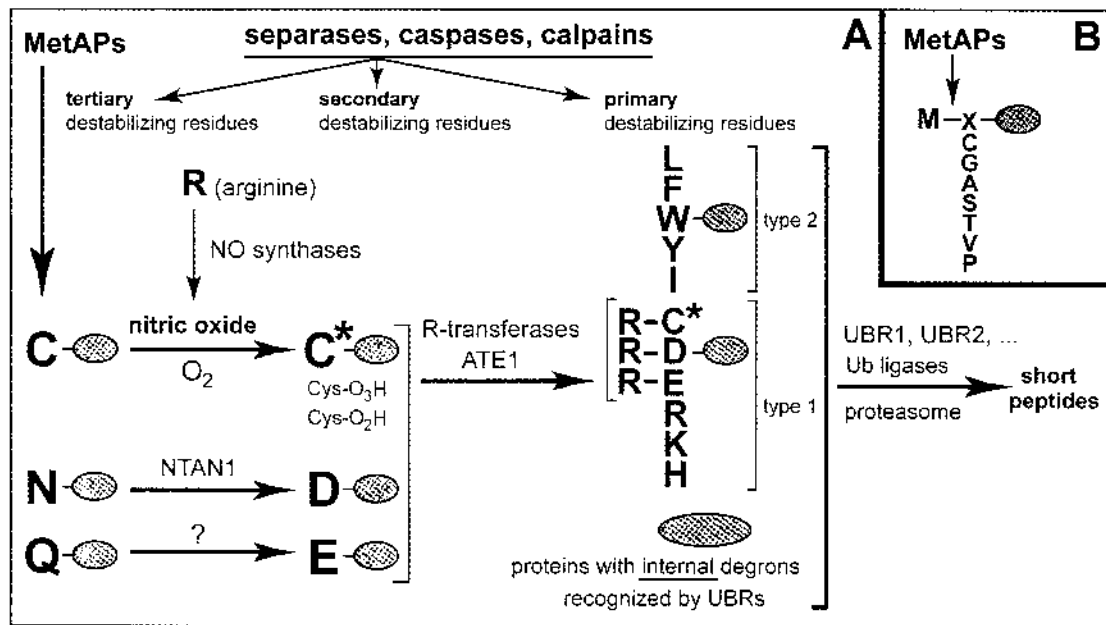 MetAPs
separases, caspases, calpains
A
tertiary
destabilizing residues
secondary
destabilizing residues
primary
destabilizing residues
R (arginine)
NO synthases
C
nitric oxide
O2
C*
Cys-O3H
Cys-O2H
N
NTAN1
D
Q
?
E
R-transferases
ATE1
L
F
W
Y
I
type 2
R-C*
R-D
R-E
R
K
H
type 1
proteins with internal degrons
recognized by UBRs
UBR1, UBR2, ...
Ub ligases
proteasome
short
peptides
B
MetAPs
M-X
C
G
A
S
T
V
P